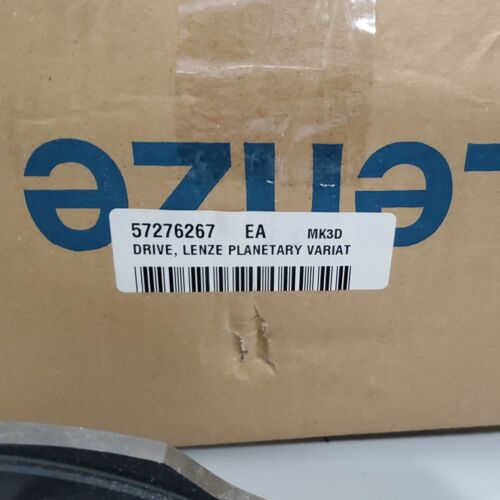 Lenze
57276267 EA MK3D
DRIVE, LENZE PLANETARY VARIAT